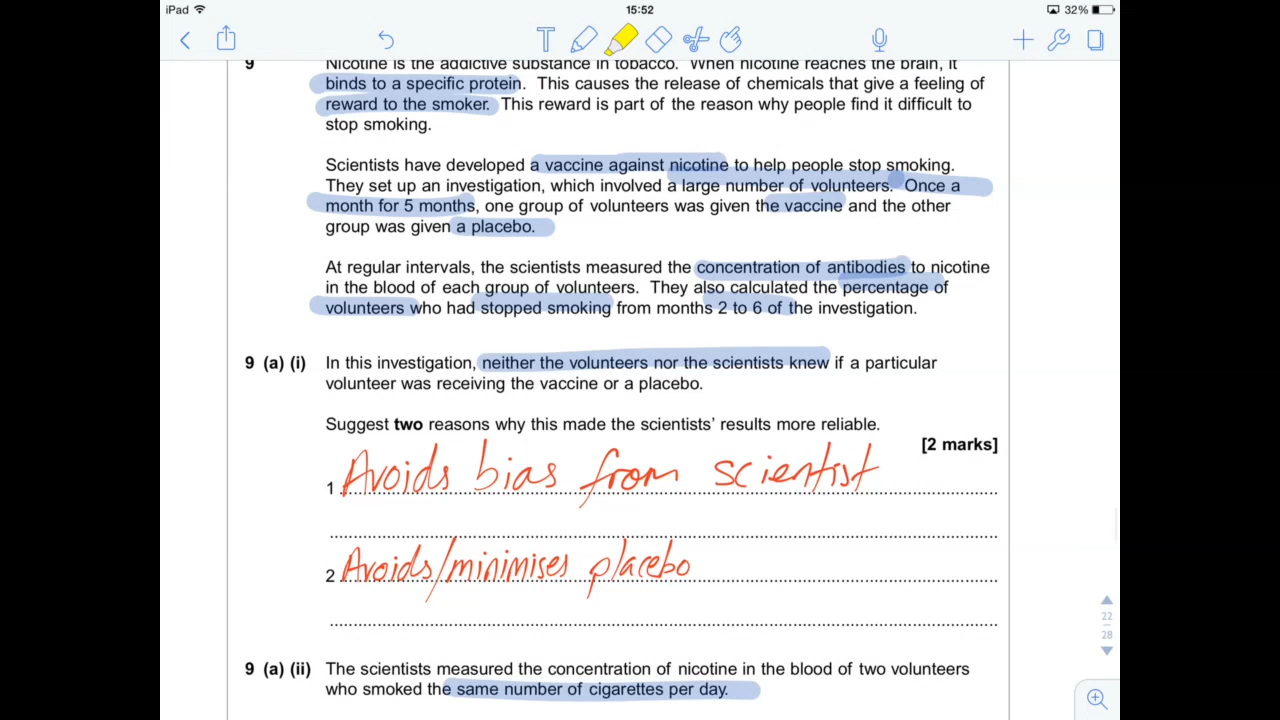 iPad 15:52 32%
T
9 Nicotine is the addictive substance in tobacco. When nicotine reaches the brain, it
binds to a specific protein. This causes the release of chemicals that give a feeling of
reward to the smoker. This reward is part of the reason why people find it difficult to
stop smoking.
Scientists have developed a vaccine against nicotine to help people stop smoking.
They set up an investigation, which involved a large number of volunteers. Once a
month for 5 months, one group of volunteers was given the vaccine and the other
group was given a placebo.
At regular intervals, the scientists measured the concentration of antibodies to nicotine
in the blood of each group of volunteers. They also calculated the percentage of
volunteers who had stopped smoking from months 2 to 6 of the investigation.
9 (a) (i) In this investigation, neither the volunteers nor the scientists knew if a particular
volunteer was receiving the vaccine or a placebo.
Suggest two reasons why this made the scientists' results more reliable.
[2 marks]
1 Avoids bias from scientist
2 Avoids/minimises placebo
22
28
9 (a) (ii) The scientists measured the concentration of nicotine in the blood of two volunteers
who smoked the same number of cigarettes per day.